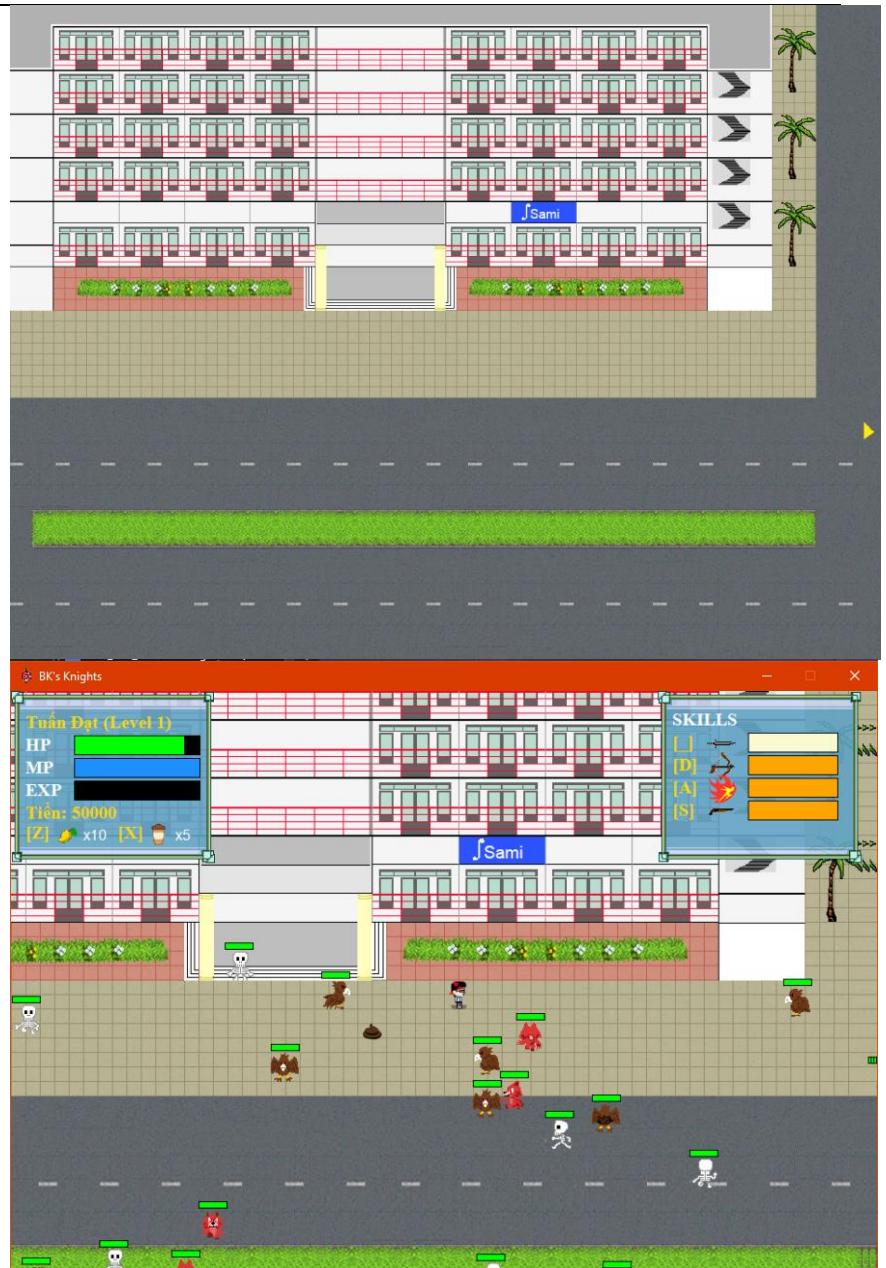 ∫Sami
BK's Knights
Tuấn Đạt (Level 1)
HP
MP
EXP
Tiền: 50000
[Z] x10 [X] x5
SKILLS
[_]
[D]
[A]
[S]
∫Sami